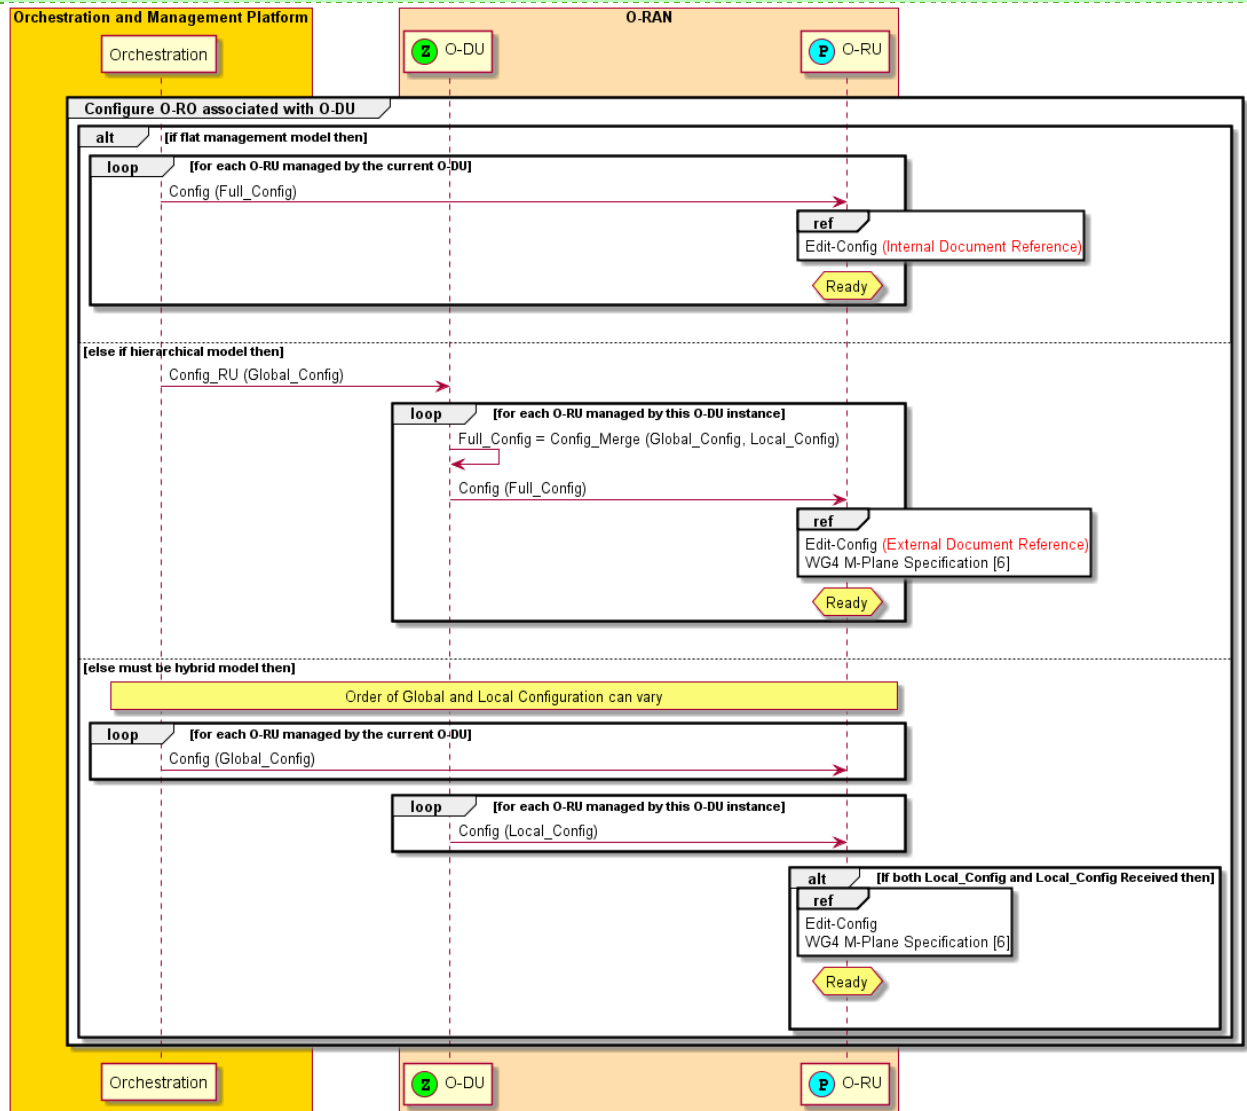 Orchestration and Management Platform
O-RAN
Orchestration
Z O-DU
P O-RU
Configure O-RO associated with O-DU
alt [if flat management model then]
loop [for each O-RU managed by the current O-DU]
Config (Full_Config)
ref
Edit-Config (Internal Document Reference)
Ready
[else if hierarchical model then]
Config_RU (Global_Config)
loop [for each O-RU managed by this O-DU instance]
Full_Config = Config_Merge (Global_Config, Local_Config)
Config (Full_Config)
ref
Edit-Config (External Document Reference)
WG4 M-Plane Specification [6]
Ready
[else must be hybrid model then]
Order of Global and Local Configuration can vary
loop [for each O-RU managed by the current O-DU]
Config (Global_Config)
loop [for each O-RU managed by this O-DU instance]
Config (Local_Config)
alt [If both Local_Config and Local_Config Received then]
ref
Edit-Config
WG4 M-Plane Specification [6]
Ready
Orchestration
Z O-DU
P O-RU